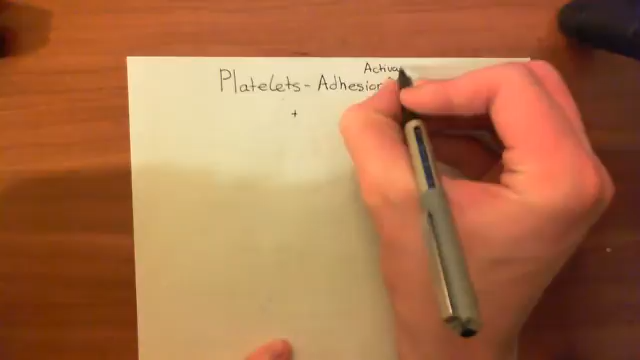 Activa
Platelets - Adhesion
+